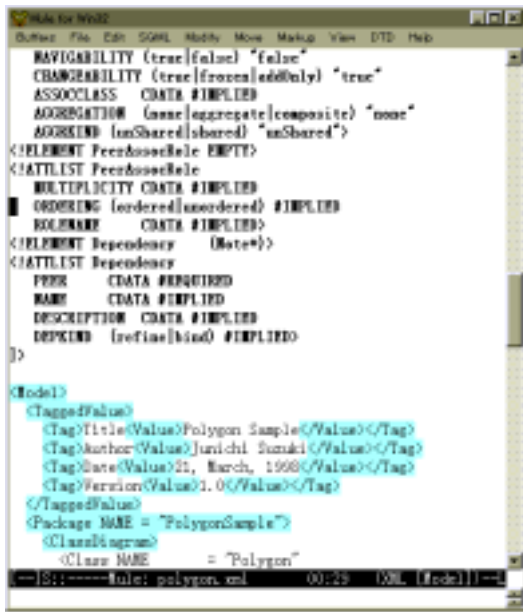 Mule for Win32
Buffers File Edit SGML Modify Move Markup View DTD Help
NAVIGABILITY (true|false) "false"
CHANGEABILITY (true|frozen|addOnly) "true"
ASSOCCLASS CDATA #IMPLIED
AGGREGATION (none|aggregate|composite) "none"
AGGREKIND (unShared|shared) "unShared">
<!ELEMENT PeerAssocRole EMPTY>
<!ATTLIST PeerAssocRole
MULTIPLICITY CDATA #IMPLIED
ORDERING (ordered|unordered) #IMPLIED
ROLENAME CDATA #IMPLIED>
<!ELEMENT Dependency (Note*)>
<!ATTLIST Dependency
PEER CDATA #REQUIRED
NAME CDATA #IMPLIED
DESCRIPTION CDATA #IMPLIED
DEPKIND (refine|bind) #IMPLIED>
]>
<Model>
<TaggedValue>
<Tag>Title<Value>Polygon Sample</Value></Tag>
<Tag>Author<Value>Junichi Suzuki</Value></Tag>
<Tag>Date<Value>21, March, 1998</Value></Tag>
<Tag>Version<Value>1.0</Value></Tag>
</TaggedValue>
<Package NAME = "PolygonSample">
<ClassDiagram>
<Class NAME = "Polygon"
[--]S::-----Mule: polygon.xml 00:29 (XML [Model])--L